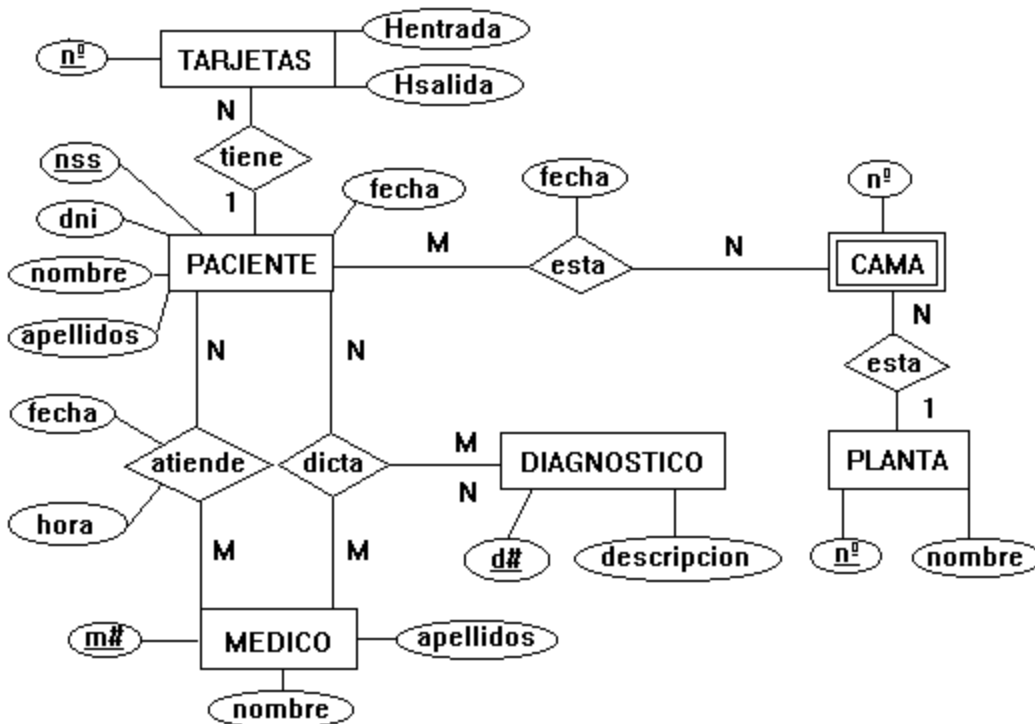 Hentrada
nº
TARJETAS
Hsalida
N
tiene
nss
fecha
fecha
nº
1
dni
M
PACIENTE
N
CAMA
nombre
esta
apellidos
N
N
N
esta
fecha
1
atiende
dicta
M
DIAGNOSTICO
PLANTA
N
hora
M
M
d#
descripcion
nº
nombre
m#
MEDICO
apellidos
nombre